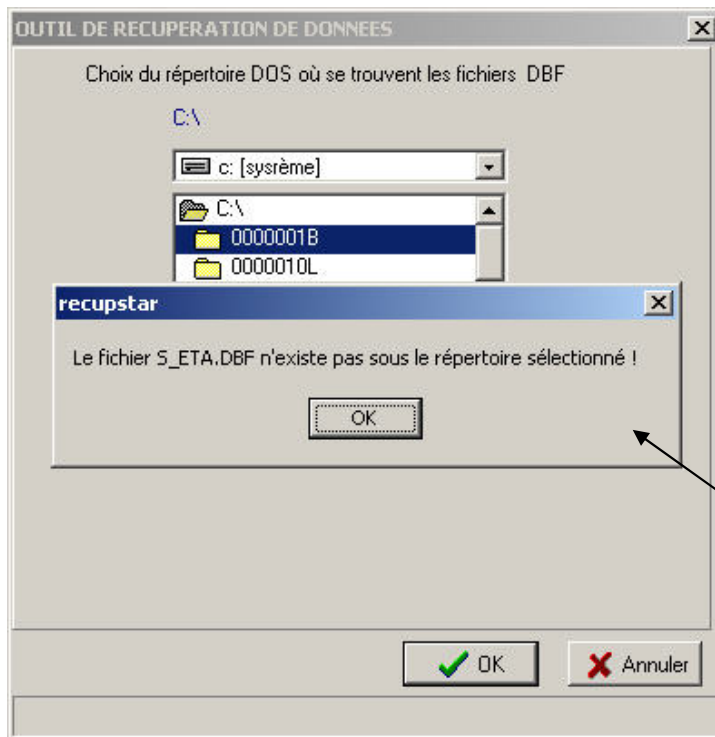 OUTIL DE RECUPERATION DE DONNEES
Choix du répertoire DOS où se trouvent les fichiers DBF
C:\
c: [sysrème]
C:\
0000001B
0000010L
recupstar
Le fichier S_ETA.DBF n'existe pas sous le répertoire sélectionné !
OK
OK Annuler